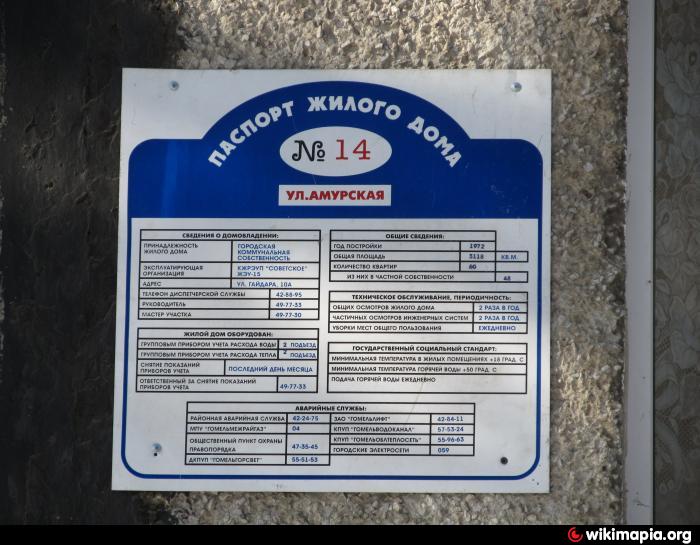 ПАСПОРТ ЖИЛОГО ДОМА
№ 14
УЛ.АМУРСКАЯ
СВЕДЕНИЯ О ДОМОВЛАДЕНИИ:
ПРИНАДЛЕЖНОСТЬ ЖИЛОГО ДОМА
ГОРОДСКАЯ КОММУНАЛЬНАЯ СОБСТВЕННОСТЬ
ЭКСПЛУАТИРУЮЩАЯ ОРГАНИЗАЦИЯ
КЖРЭУП "СОВЕТСКОЕ" ЖЭУ-15
АДРЕС УЛ. ГАЙДАРА, 10А
ТЕЛЕФОН ДИСПЕТЧЕРСКОЙ СЛУЖБЫ 42-88-95
РУКОВОДИТЕЛЬ 49-77-33
МАСТЕР УЧАСТКА 49-77-30
ЖИЛОЙ ДОМ ОБОРУДОВАН:
ГРУППОВЫМ ПРИБОРОМ УЧЕТА РАСХОДА ВОДЫ 2 ПОДЪЕЗД
ГРУППОВЫМ ПРИБОРОМ УЧЕТА РАСХОДА ТЕПЛА 2 ПОДЪЕЗД
СНЯТИЕ ПОКАЗАНИЙ ПРИБОРОВ УЧЕТА
ПОСЛЕДНИЙ ДЕНЬ МЕСЯЦА
ОТВЕТСТВЕННЫЙ ЗА СНЯТИЕ ПОКАЗАНИЙ ПРИБОРОВ УЧЕТА
49-77-33
ОБЩИЕ СВЕДЕНИЯ:
ГОД ПОСТРОЙКИ 1972
ОБЩАЯ ПЛОЩАДЬ 3118 КВ.М.
КОЛИЧЕСТВО КВАРТИР 60
ИЗ НИХ В ЧАСТНОЙ СОБСТВЕННОСТИ 48
ТЕХНИЧЕСКОЕ ОБСЛУЖИВАНИЕ, ПЕРИОДИЧНОСТЬ:
ОБЩИХ ОСМОТРОВ ЖИЛОГО ДОМА 2 РАЗА В ГОД
ЧАСТИЧНЫХ ОСМОТРОВ ИНЖЕНЕРНЫХ СИСТЕМ 2 РАЗА В ГОД
УБОРКИ МЕСТ ОБЩЕГО ПОЛЬЗОВАНИЯ ЕЖЕДНЕВНО
ГОСУДАРСТВЕННЫЙ СОЦИАЛЬНЫЙ СТАНДАРТ:
МИНИМАЛЬНАЯ ТЕМПЕРАТУРА В ЖИЛЫХ ПОМЕЩЕНИЯХ +18 ГРАД. С
МИНИМАЛЬНАЯ ТЕМПЕРАТУРА ГОРЯЧЕЙ ВОДЫ +50 ГРАД. С
ПОДАЧА ГОРЯЧЕЙ ВОДЫ ЕЖЕДНЕВНО
АВАРИЙНЫЕ СЛУЖБЫ:
РАЙОННАЯ АВАРИЙНАЯ СЛУЖБА 42-24-75
МПУ "ГОМЕЛЬМЕЖРАЙГАЗ" 04
ОБЩЕСТВЕННЫЙ ПУНКТ ОХРАНЫ ПРАВОПОРЯДКА
47-35-45
ДКПУП "ГОМЕЛЬГОРСВЕТ" 55-51-53
ЗАО "ГОМЕЛЬЛИФТ" 42-84-11
КПУП "ГОМЕЛЬВОДОКАНАЛ" 57-53-24
КПУП "ГОМЕЛЬОБЛТЕПЛОСЕТЬ" 55-96-63
ГОРОДСКИЕ ЭЛЕКТРОСЕТИ 059
wikimapia.org